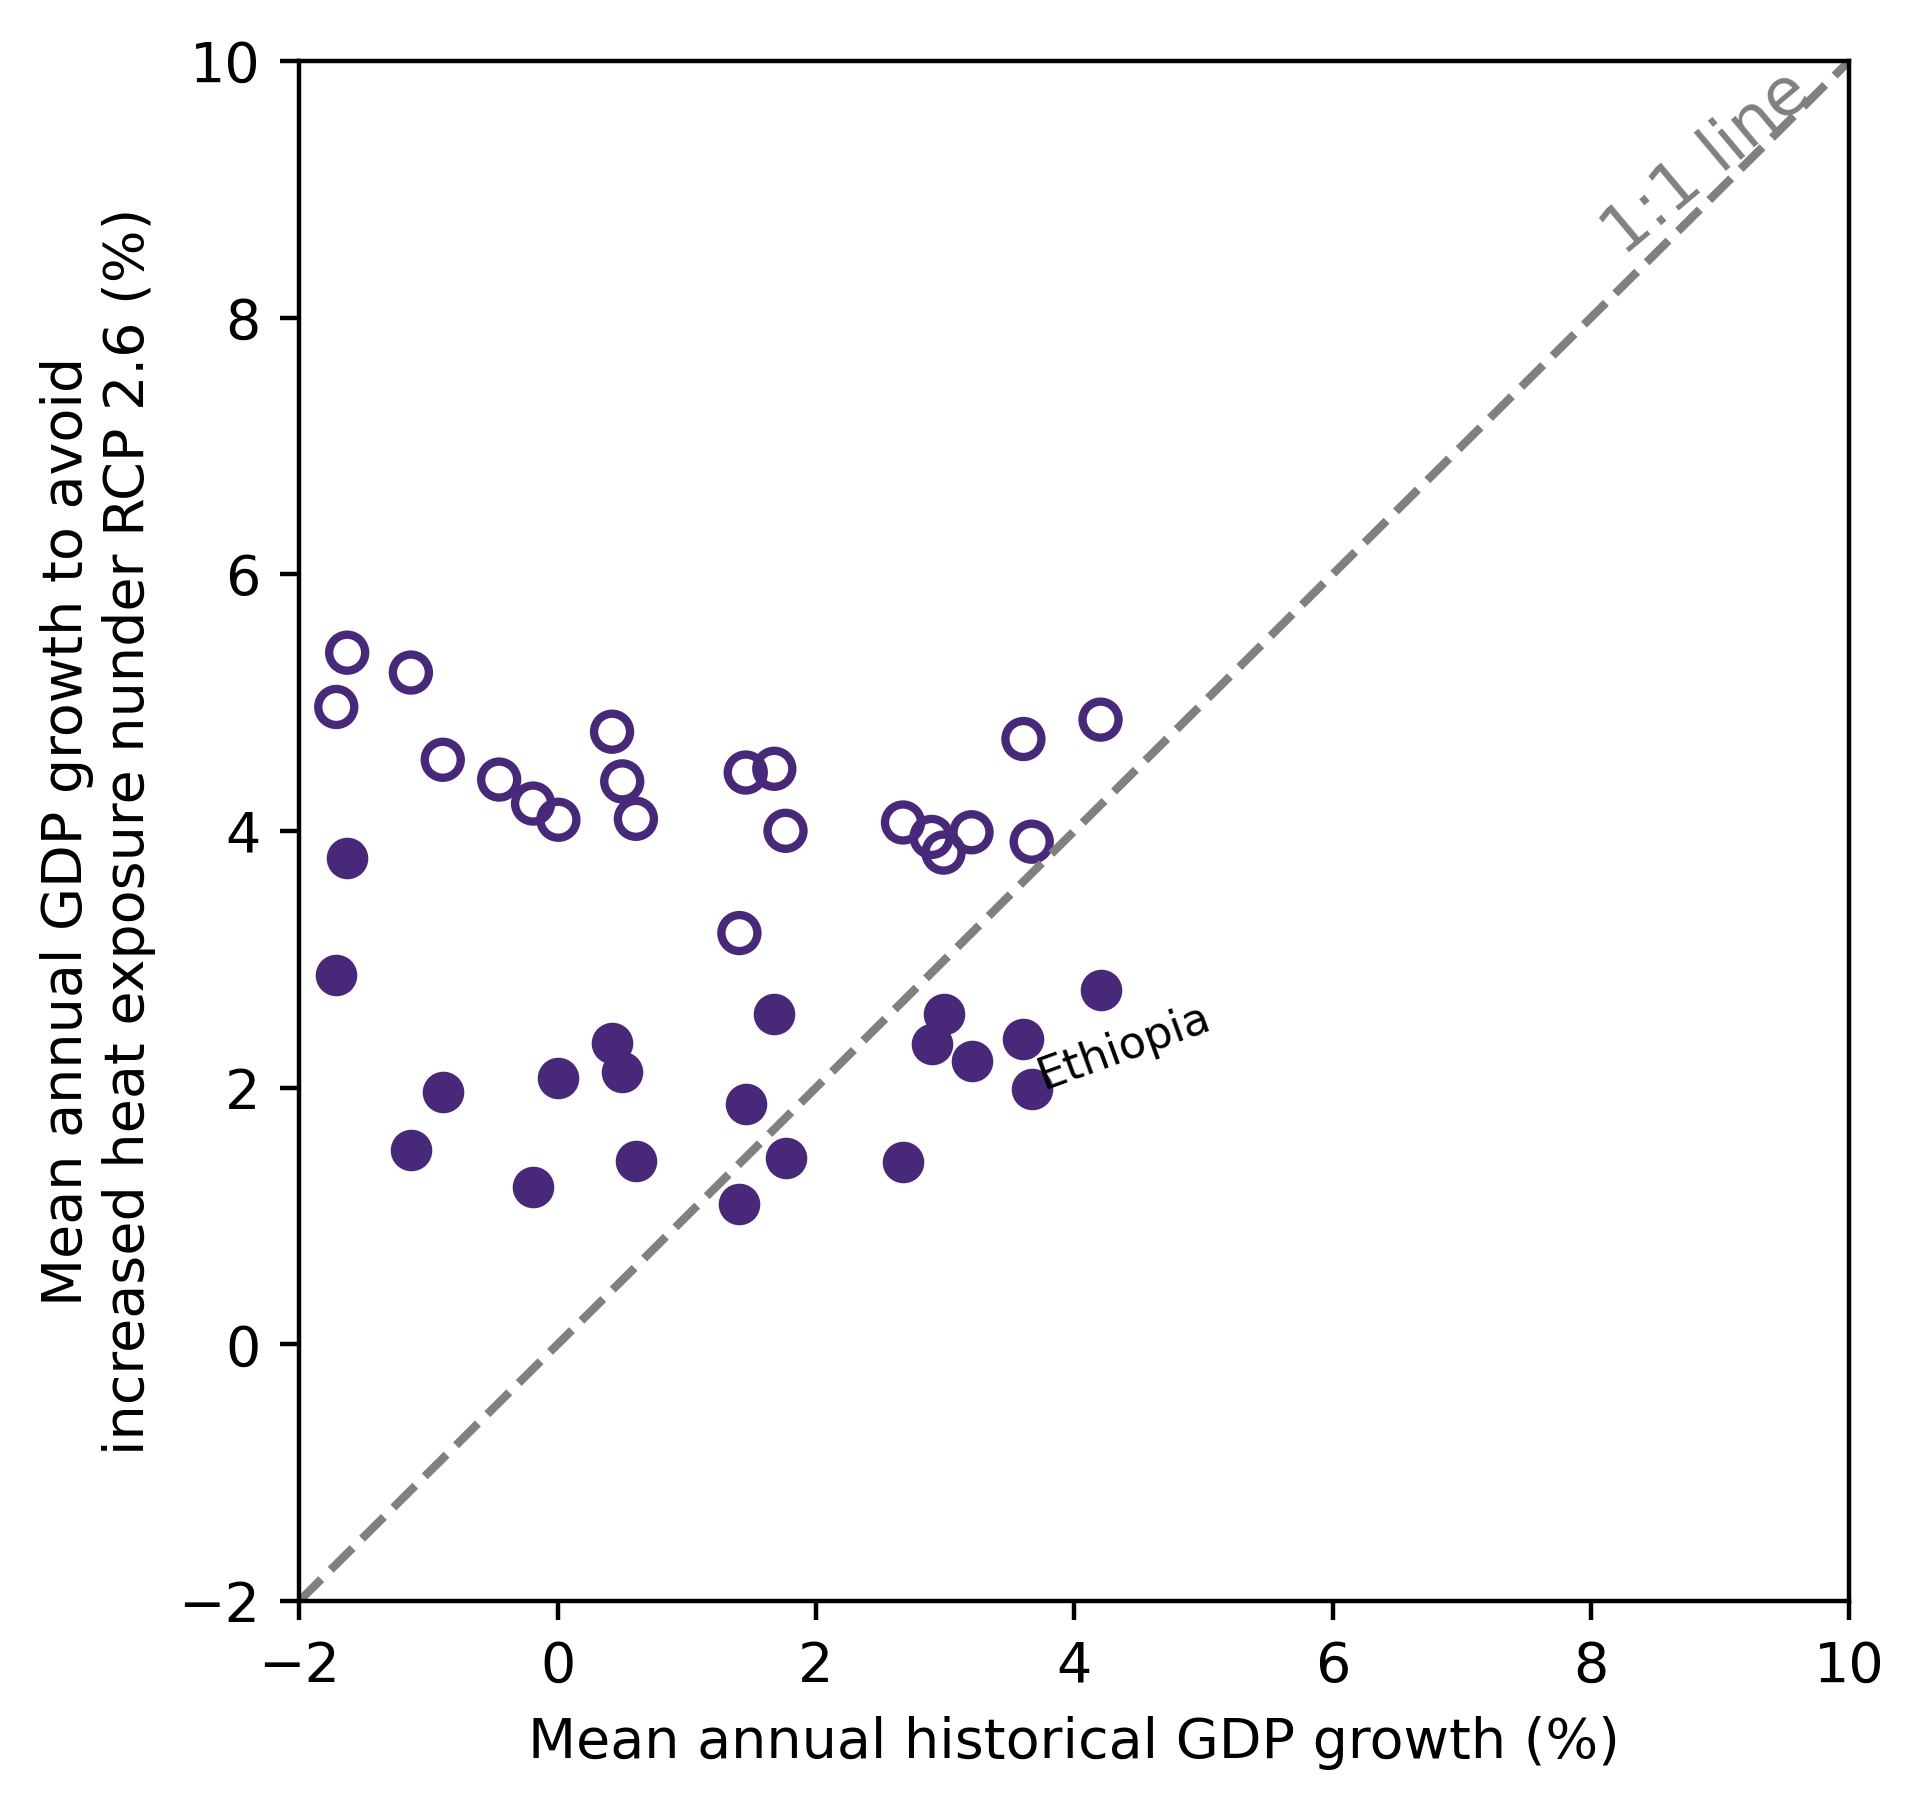 10
8
6
4
2
0
−2
Mean annual GDP growth to avoid
increased heat exposure nunder RCP 2.6 (%)
1:1 line
Ethiopia
−2 0 2 4 6 8 10
Mean annual historical GDP growth (%)